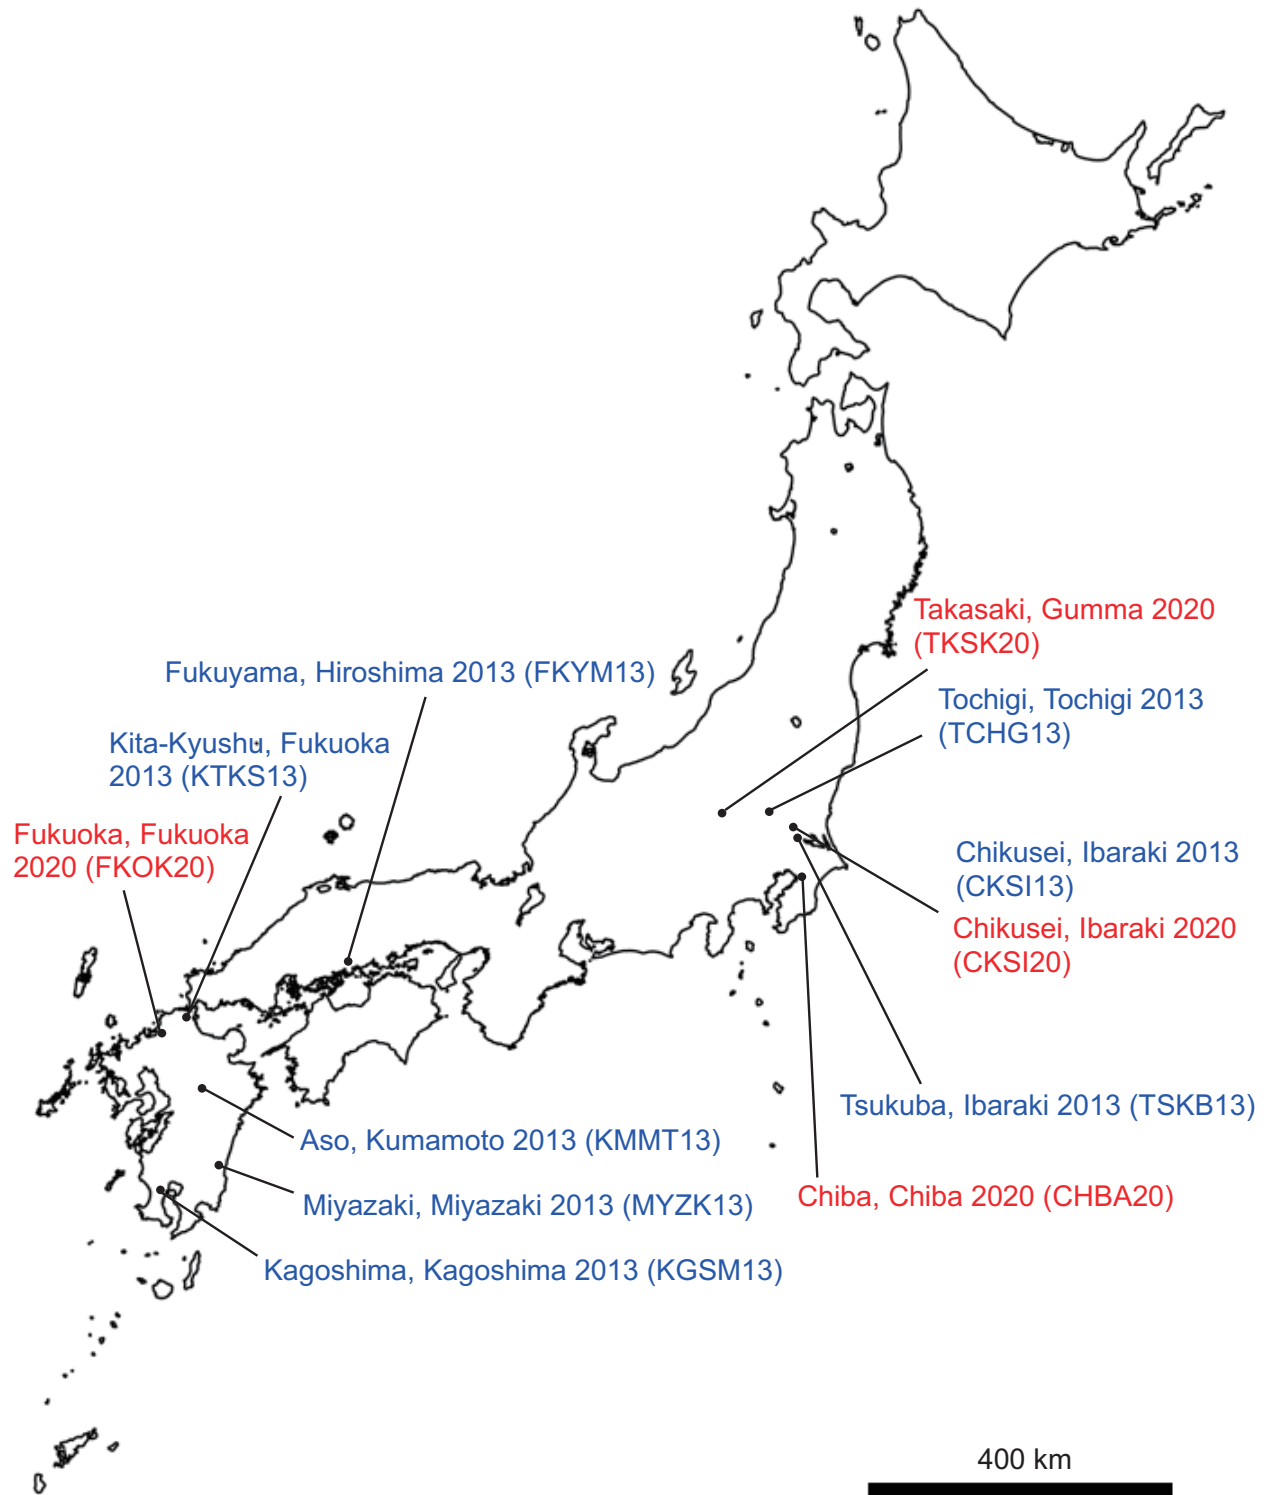 Takasaki, Gumma 2020
(TKSK20)
Fukuyama, Hiroshima 2013 (FKYM13)
Tochigi, Tochigi 2013
(TCHG13)
Kita-Kyushu, Fukuoka
2013 (KTKS13)
Fukuoka, Fukuoka
2020 (FKOK20)
Chikusei, Ibaraki 2013
(CKSI13)
Chikusei, Ibaraki 2020
(CKSI20)
Tsukuba, Ibaraki 2013 (TSKB13)
Aso, Kumamoto 2013 (KMMT13)
Chiba, Chiba 2020 (CHBA20)
Miyazaki, Miyazaki 2013 (MYZK13)
Kagoshima, Kagoshima 2013 (KGSM13)
400 km